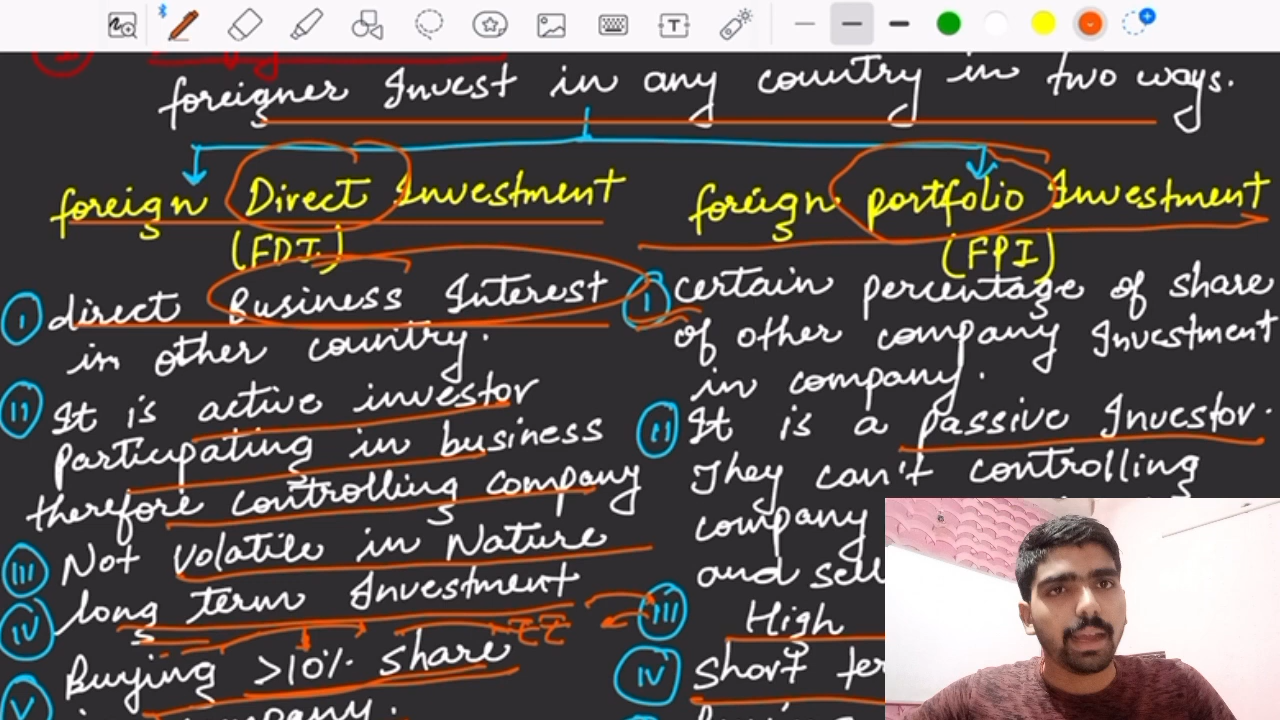 foreigner Invest in any country in two ways.
foreign Direct Investment
(FDI)
(I) direct Business Interest
in other country.
(II) It is active investor
Participating in business
therefore controlling company
(III) Not volatile in Nature
(IV) long term Investment
(V) Buying >10% share
company.
foreign portfolio Investment
(FPI)
(I) certain percentage of share
of other company Investment
in company.
(II) It is a passive Investor.
They can't controlling
company
and sell
(III) High
(IV) Short ter
T